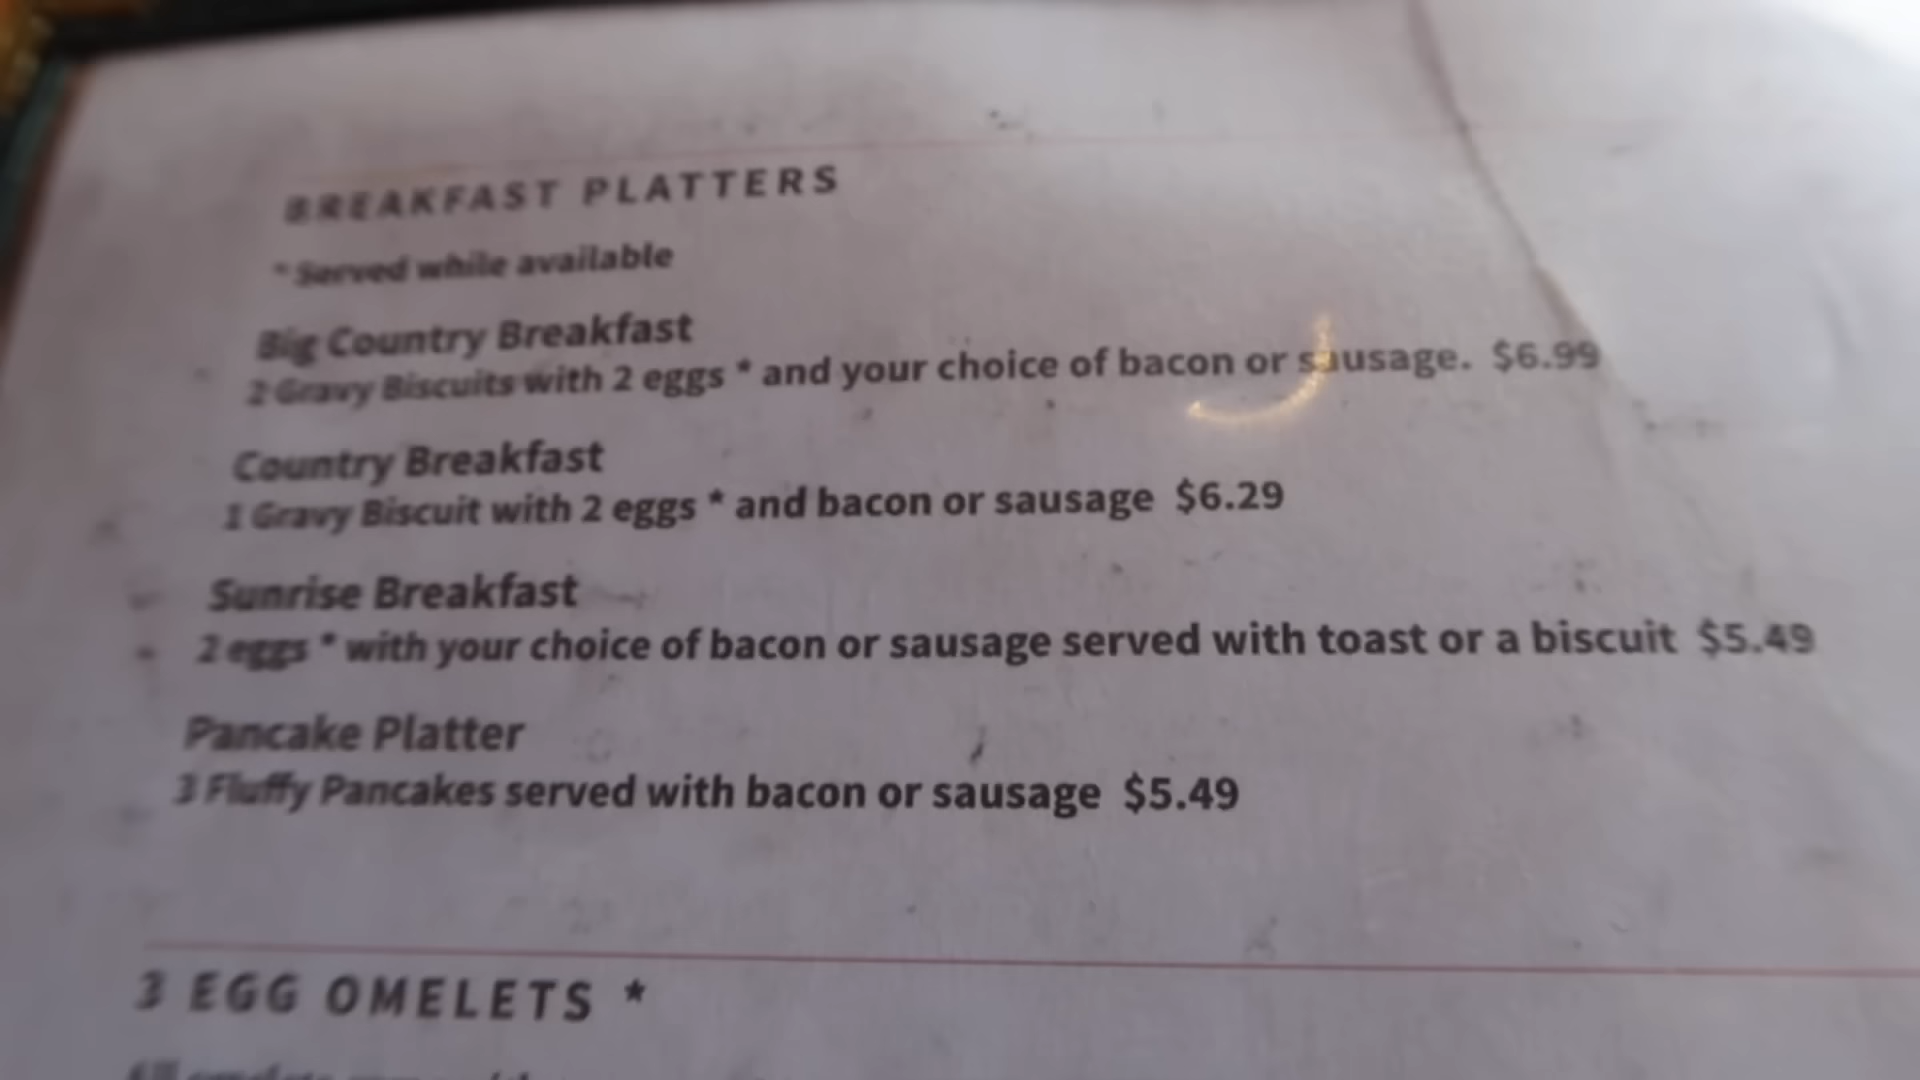 BREAKFAST PLATTERS
* Served while available
Big Country Breakfast
2 Gravy Biscuits with 2 eggs * and your choice of bacon or sausage. $6.99
Country Breakfast
1 Gravy Biscuit with 2 eggs * and bacon or sausage $6.29
Sunrise Breakfast
2 eggs * with your choice of bacon or sausage served with toast or a biscuit $5.49
Pancake Platter
3 Fluffy Pancakes served with bacon or sausage $5.49
3 EGG OMELETS *